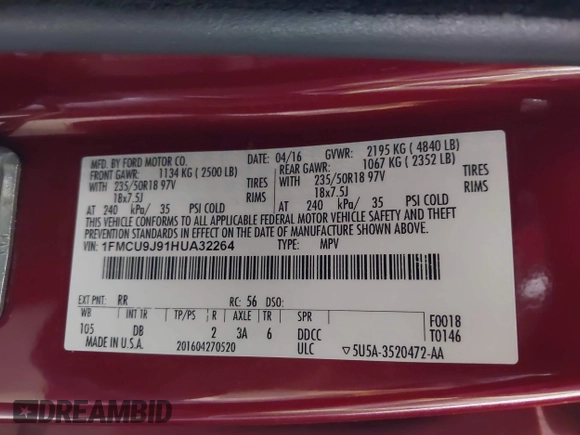 MFD. BY FORD MOTOR CO.
DATE: 04/16 GVWR: 2195 KG ( 4840 LB)
FRONT GAWR: 1134 KG ( 2500 LB) REAR GAWR: 1067 KG ( 2352 LB)
WITH 235/50R18 97V TIRES WITH 235/50R18 97V TIRES
18x7.5J RIMS 18x7.5J RIMS
AT 240 kPa/ 35 PSI COLD AT 240 kPa/ 35 PSI COLD
THIS VEHICLE CONFORMS TO ALL APPLICABLE FEDERAL MOTOR VEHICLE SAFETY AND THEFT
PREVENTION STANDARDS IN EFFECT ON THE DATE OF MANUFACTURE SHOWN ABOVE.
VIN: 1FMCU9J91HUA32264 TYPE: MPV
EXT PNT: RR RC: 56 DSO:
WB INT TR TP/PS R AX TR SPR F0018
105 DB 2 3A 6 DDCC T0146
MADE IN U.S.A. 201604270520 ULC ▽5U5A-3520472-AA
DREAMBID